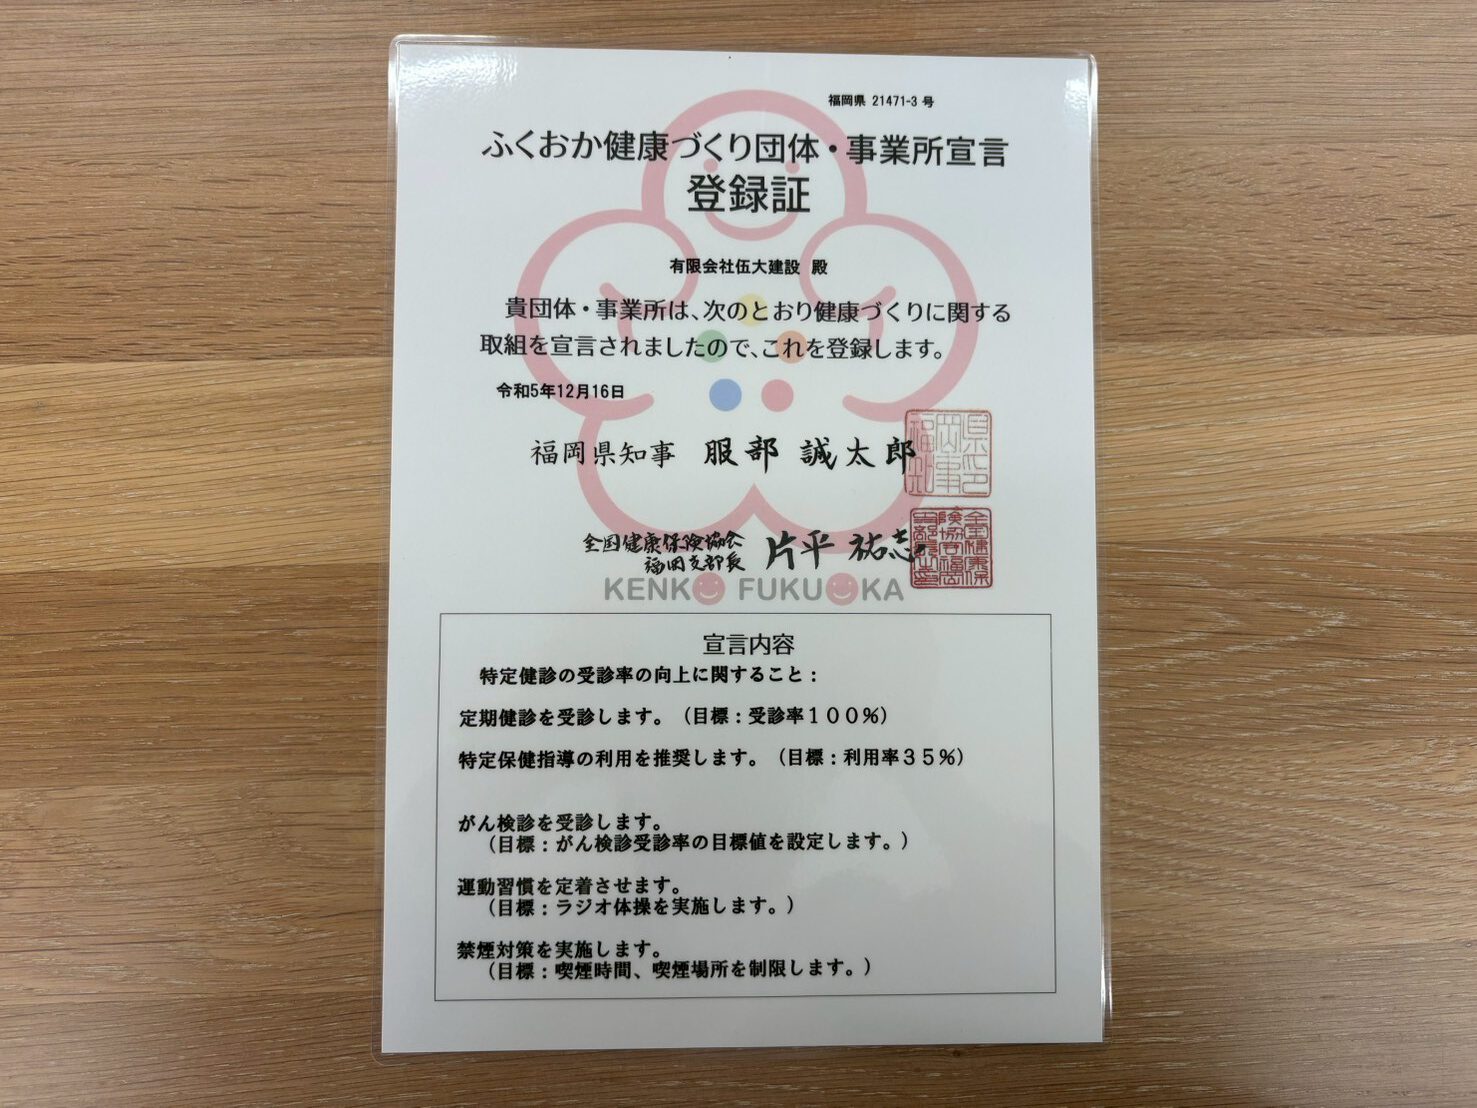 福岡県 21471-3 号
ふくおか健康づくり団体・事業所宣言
登録証
有限会社伍大建設 殿
貴団体・事業所は、次のとおり健康づくりに関する
取組を宣言されましたので、これを登録します。
令和5年12月16日
福岡県知事 服部 誠太郎
全国健康保険協会
福岡支部長 片平 祐志
KENKO FUKUOKA
宣言内容
特定健診の受診率の向上に関すること：
定期健診を受診します。（目標：受診率１００％）
特定保健指導の利用を推奨します。（目標：利用率３５％）
がん検診を受診します。
（目標：がん検診受診率の目標値を設定します。）
運動習慣を定着させます。
（目標：ラジオ体操を実施します。）
禁煙対策を実施します。
（目標：喫煙時間、喫煙場所を制限します。）